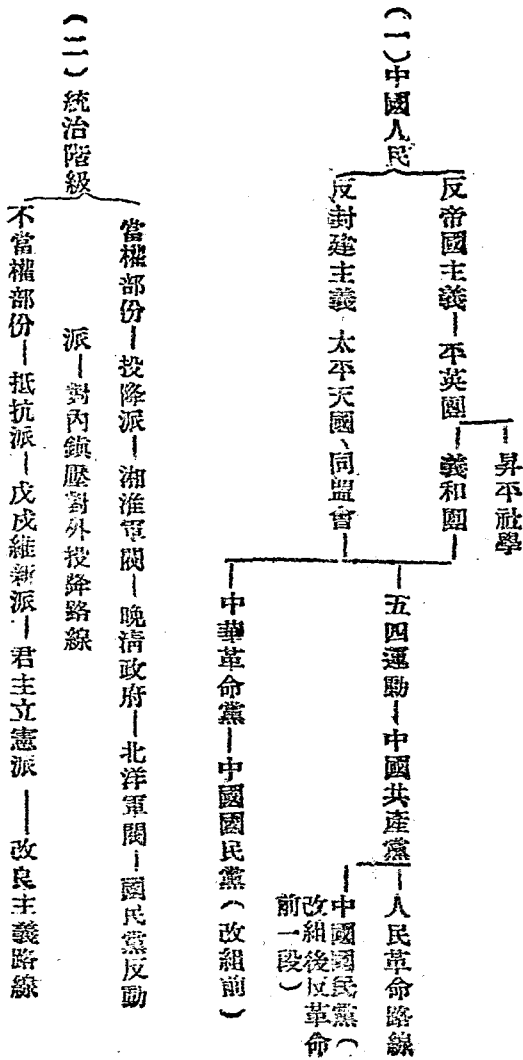 昇平社學
反帝國主義—平英團—義和團
(一)中國人民
反封建主義 太平天國、同盟會
五四運動—中國共產黨—人民革命路線
中國國民黨(改組後反革命前一段)
中華革命黨—中國國民黨(改組前)
(二)統治階級
當權部份—投降派—湘淮軍閥—晚清政府—北洋軍閥—國民黨反動
派—對內鎮壓對外投降路線
不當權部份—抵抗派—戊戌維新派—君主立憲派——改良主義路線